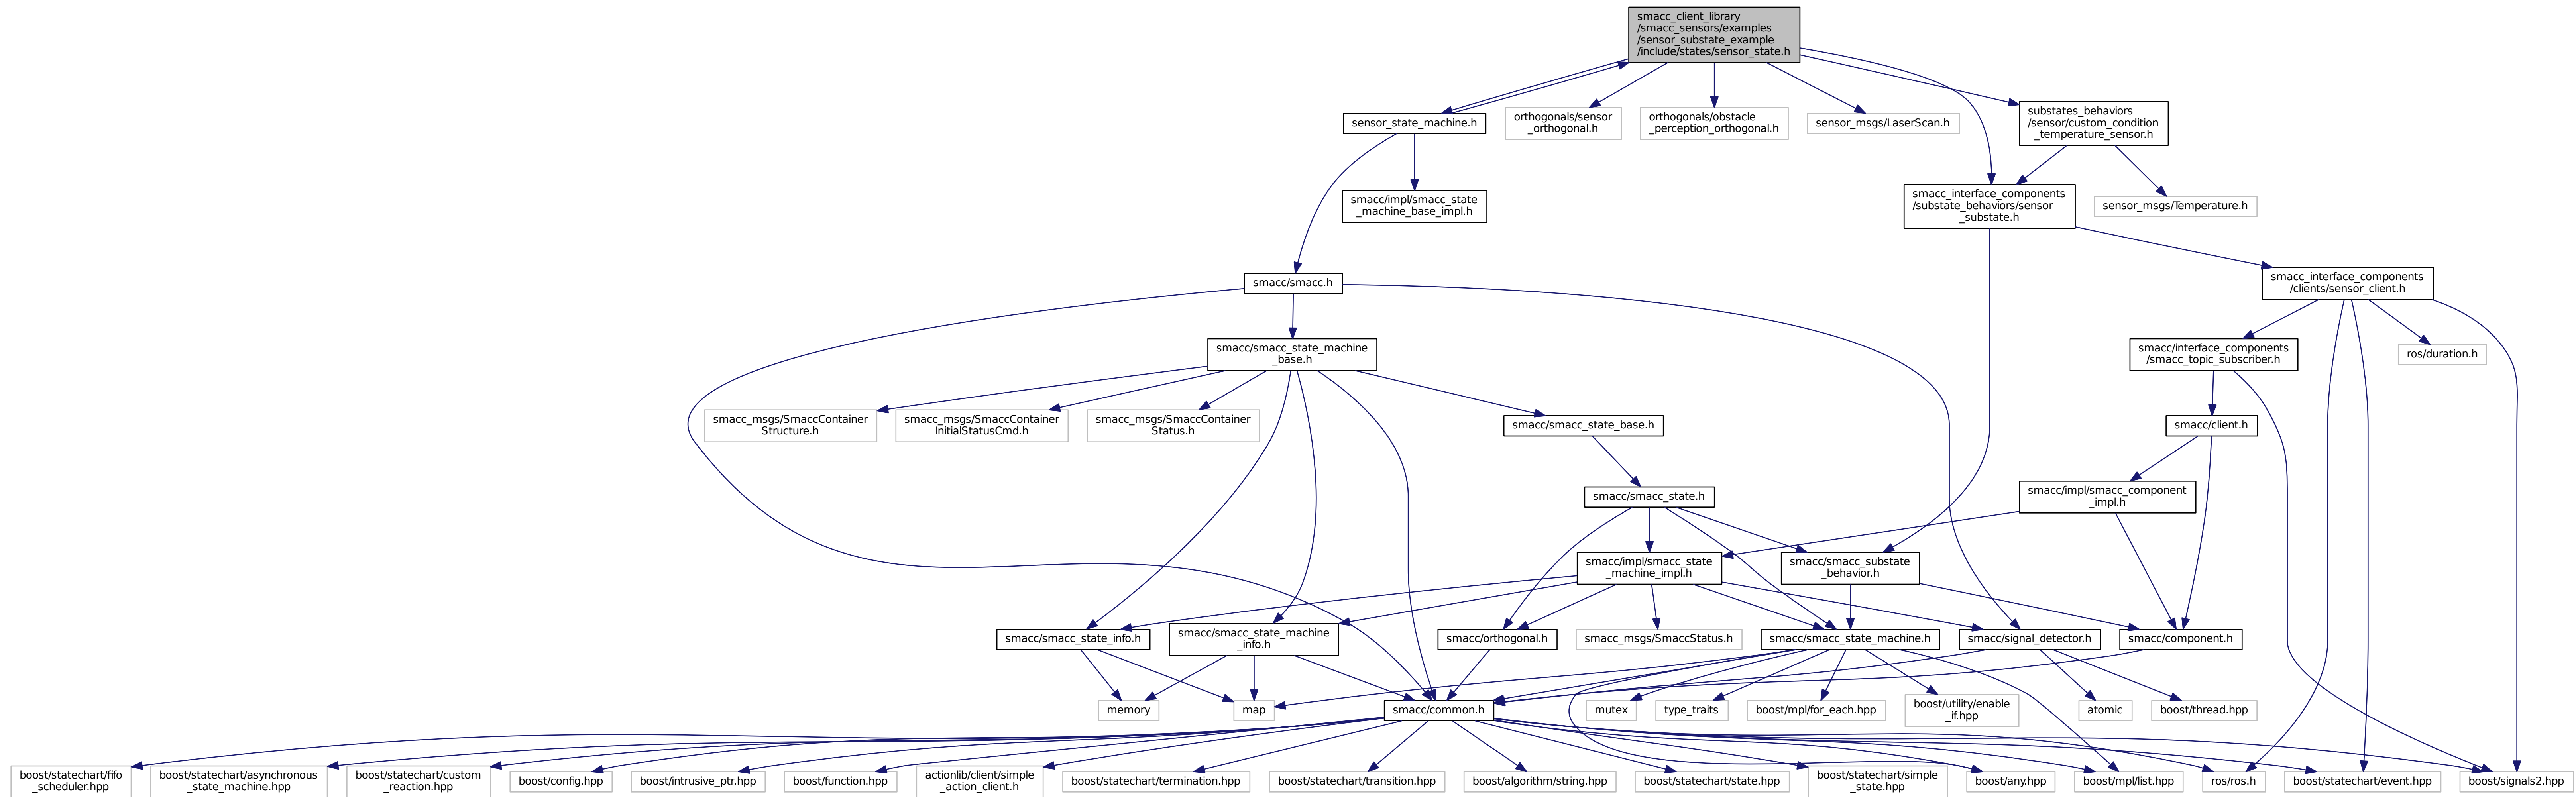 smacc_client_library
/smacc_sensors/examples
/sensor_substate_example
/include/states/sensor_state.h
sensor_state_machine.h
orthogonals/sensor
_orthogonal.h
orthogonals/obstacle
_perception_orthogonal.h
sensor_msgs/LaserScan.h
substates_behaviors
/sensor/custom_condition
_temperature_sensor.h
smacc/impl/smacc_state
_machine_base_impl.h
smacc_interface_components
/substate_behaviors/sensor
_substate.h
sensor_msgs/Temperature.h
smacc/smacc.h
smacc_interface_components
/clients/sensor_client.h
smacc/smacc_state_machine
_base.h
smacc/interface_components
/smacc_topic_subscriber.h
ros/duration.h
smacc_msgs/SmaccContainer
Structure.h
smacc_msgs/SmaccContainer
InitialStatusCmd.h
smacc_msgs/SmaccContainer
Status.h
smacc/smacc_state_base.h
smacc/client.h
smacc/smacc_state.h
smacc/impl/smacc_component
_impl.h
smacc/impl/smacc_state
_machine_impl.h
smacc/smacc_substate
_behavior.h
smacc/smacc_state_info.h
smacc/smacc_state_machine
_info.h
smacc/orthogonal.h
smacc_msgs/SmaccStatus.h
smacc/smacc_state_machine.h
smacc/signal_detector.h
smacc/component.h
memory
map
smacc/common.h
mutex
type_traits
boost/mpl/for_each.hpp
boost/utility/enable
_if.hpp
atomic
boost/thread.hpp
boost/statechart/fifo
_scheduler.hpp
boost/statechart/asynchronous
_state_machine.hpp
boost/statechart/custom
_reaction.hpp
boost/config.hpp
boost/intrusive_ptr.hpp
boost/function.hpp
actionlib/client/simple
_action_client.h
boost/statechart/termination.hpp
boost/statechart/transition.hpp
boost/algorithm/string.hpp
boost/statechart/state.hpp
boost/statechart/simple
_state.hpp
boost/any.hpp
boost/mpl/list.hpp
ros/ros.h
boost/statechart/event.hpp
boost/signals2.hpp